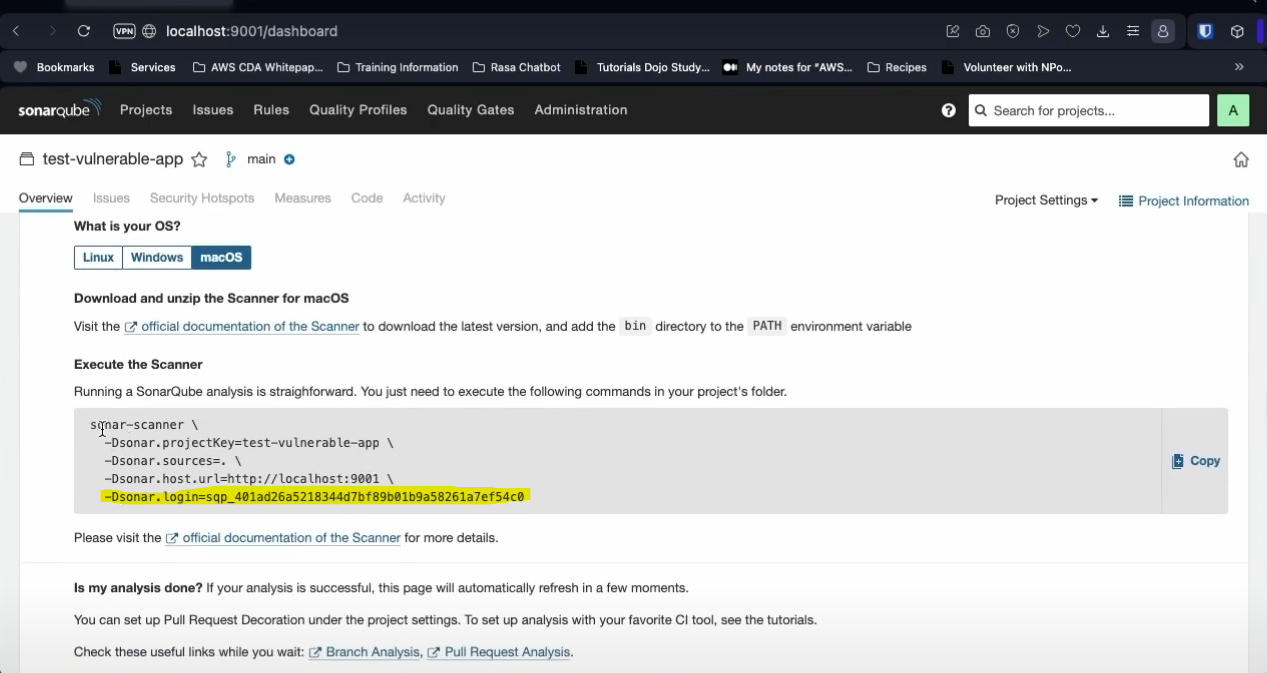 VPN localhost:9001/dashboard
Bookmarks Services AWS CDA Whitepap... Training Information Rasa Chatbot Tutorials Dojo Study... My notes for "AWS... Recipes Volunteer with NPo... »
sonarqube Projects Issues Rules Quality Profiles Quality Gates Administration ? Search for projects... A
test-vulnerable-app main
Overview Issues Security Hotspots Measures Code Activity Project Settings Project Information
What is your OS?
Linux Windows macOS
Download and unzip the Scanner for macOS
Visit the official documentation of the Scanner to download the latest version, and add the bin directory to the PATH environment variable
Execute the Scanner
Running a SonarQube analysis is straighforward. You just need to execute the following commands in your project's folder.
sonar-scanner \
-Dsonar.projectKey=test-vulnerable-app \
-Dsonar.sources=. \
-Dsonar.host.url=http://localhost:9001 \
-Dsonar.login=sqp_401ad26a5218344d7bf89b01b9a58261a7ef54c0
Copy
Please visit the official documentation of the Scanner for more details.
Is my analysis done? If your analysis is successful, this page will automatically refresh in a few moments.
You can set up Pull Request Decoration under the project settings. To set up analysis with your favorite CI tool, see the tutorials.
Check these useful links while you wait: Branch Analysis, Pull Request Analysis.